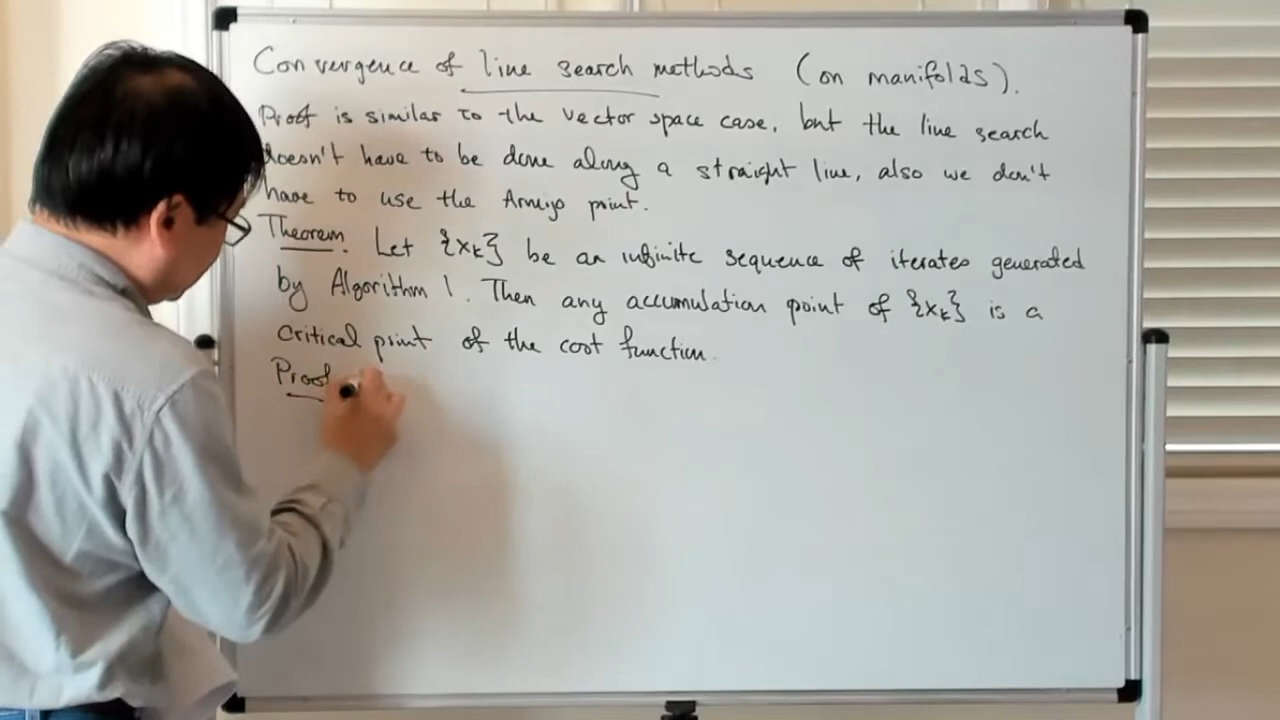 Convergence of line search methods (on manifolds).
Proof is similar to the vector space case, but the line search
doesn't have to be done along a straight line, also we don't
have to use the Armijo point.
Theorem. Let {x_k} be an infinite sequence of iterates generated
by Algorithm 1. Then any accumulation point of {x_k} is a
critical point of the cost function.
Proof